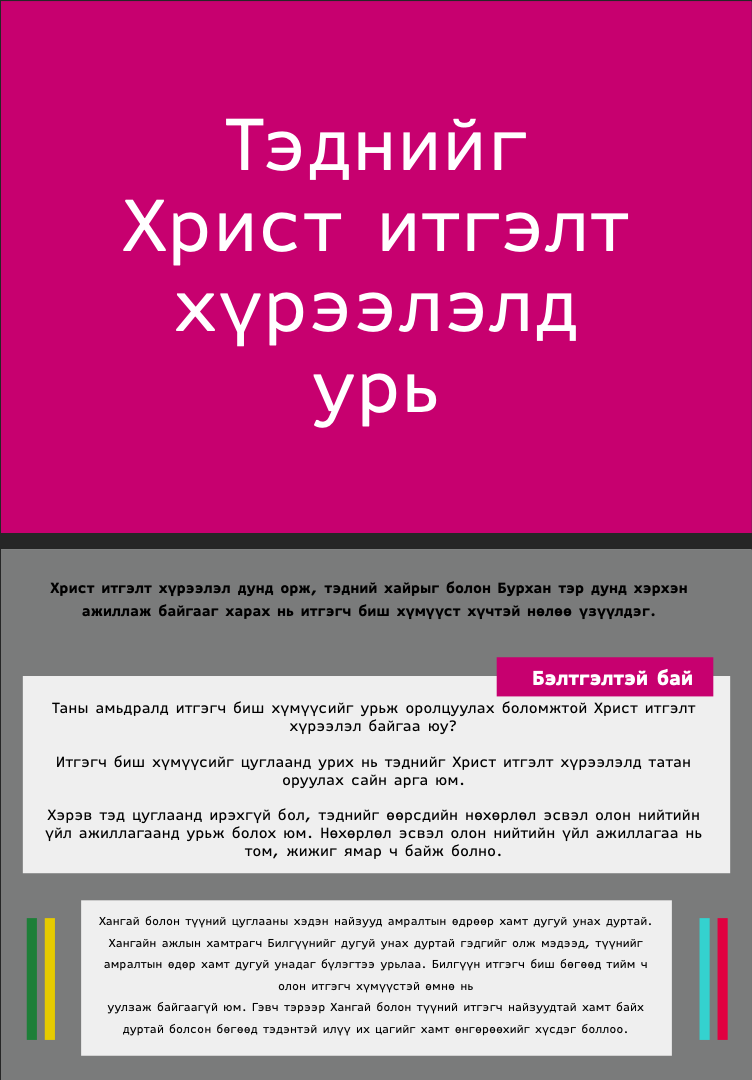 Тэднийг
Христ итгэлт
хүрээлэлд
урь
Христ итгэлт хүрээлэл дунд орж, тэдний хайрыг болон Бурхан тэр дунд хэрхэн
ажиллаж байгааг харах нь итгэгч биш хүмүүст хүчтэй нөлөө үзүүлдэг.
Бэлтгэлтэй бай
Таны амьдралд итгэгч биш хүмүүсийг урьж оролцуулах боломжтой Христ итгэлт
хүрээлэл байгаа юу?
Итгэгч биш хүмүүсийг цуглаанд урих нь тэднийг Христ итгэлт хүрээлэлд татан
оруулах сайн арга юм.
Хэрэв тэд цуглаанд ирэхгүй бол, тэднийг өөрсдийн нөхөрлөл эсвэл олон нийтийн
үйл ажиллагаанд урьж болох юм. Нөхөрлөл эсвэл олон нийтийн үйл ажиллагаа нь
том, жижиг ямар ч байж болно.
Хангай болон түүний цуглааны хэдэн найзууд амралтын өдрөөр хамт дугуй унах дуртай.
Хангайн ажлын хамтрагч Билгүүнийг дугуй унах дуртай гэдгийг олж мэдээд, түүнийг
амралтын өдөр хамт дугуй унадаг бүлэгтээ урьлаа. Билгүүн итгэгч биш бөгөөд тийм ч
олон итгэгч хүмүүстэй өмнө нь
уулзаж байгаагүй юм. Гэвч тэрээр Хангай болон түүний итгэгч найзуудтай хамт байх
дуртай болсон бөгөөд тэдэнтэй илүү их цагийг хамт өнгөрөөхийг хүсдэг боллоо.